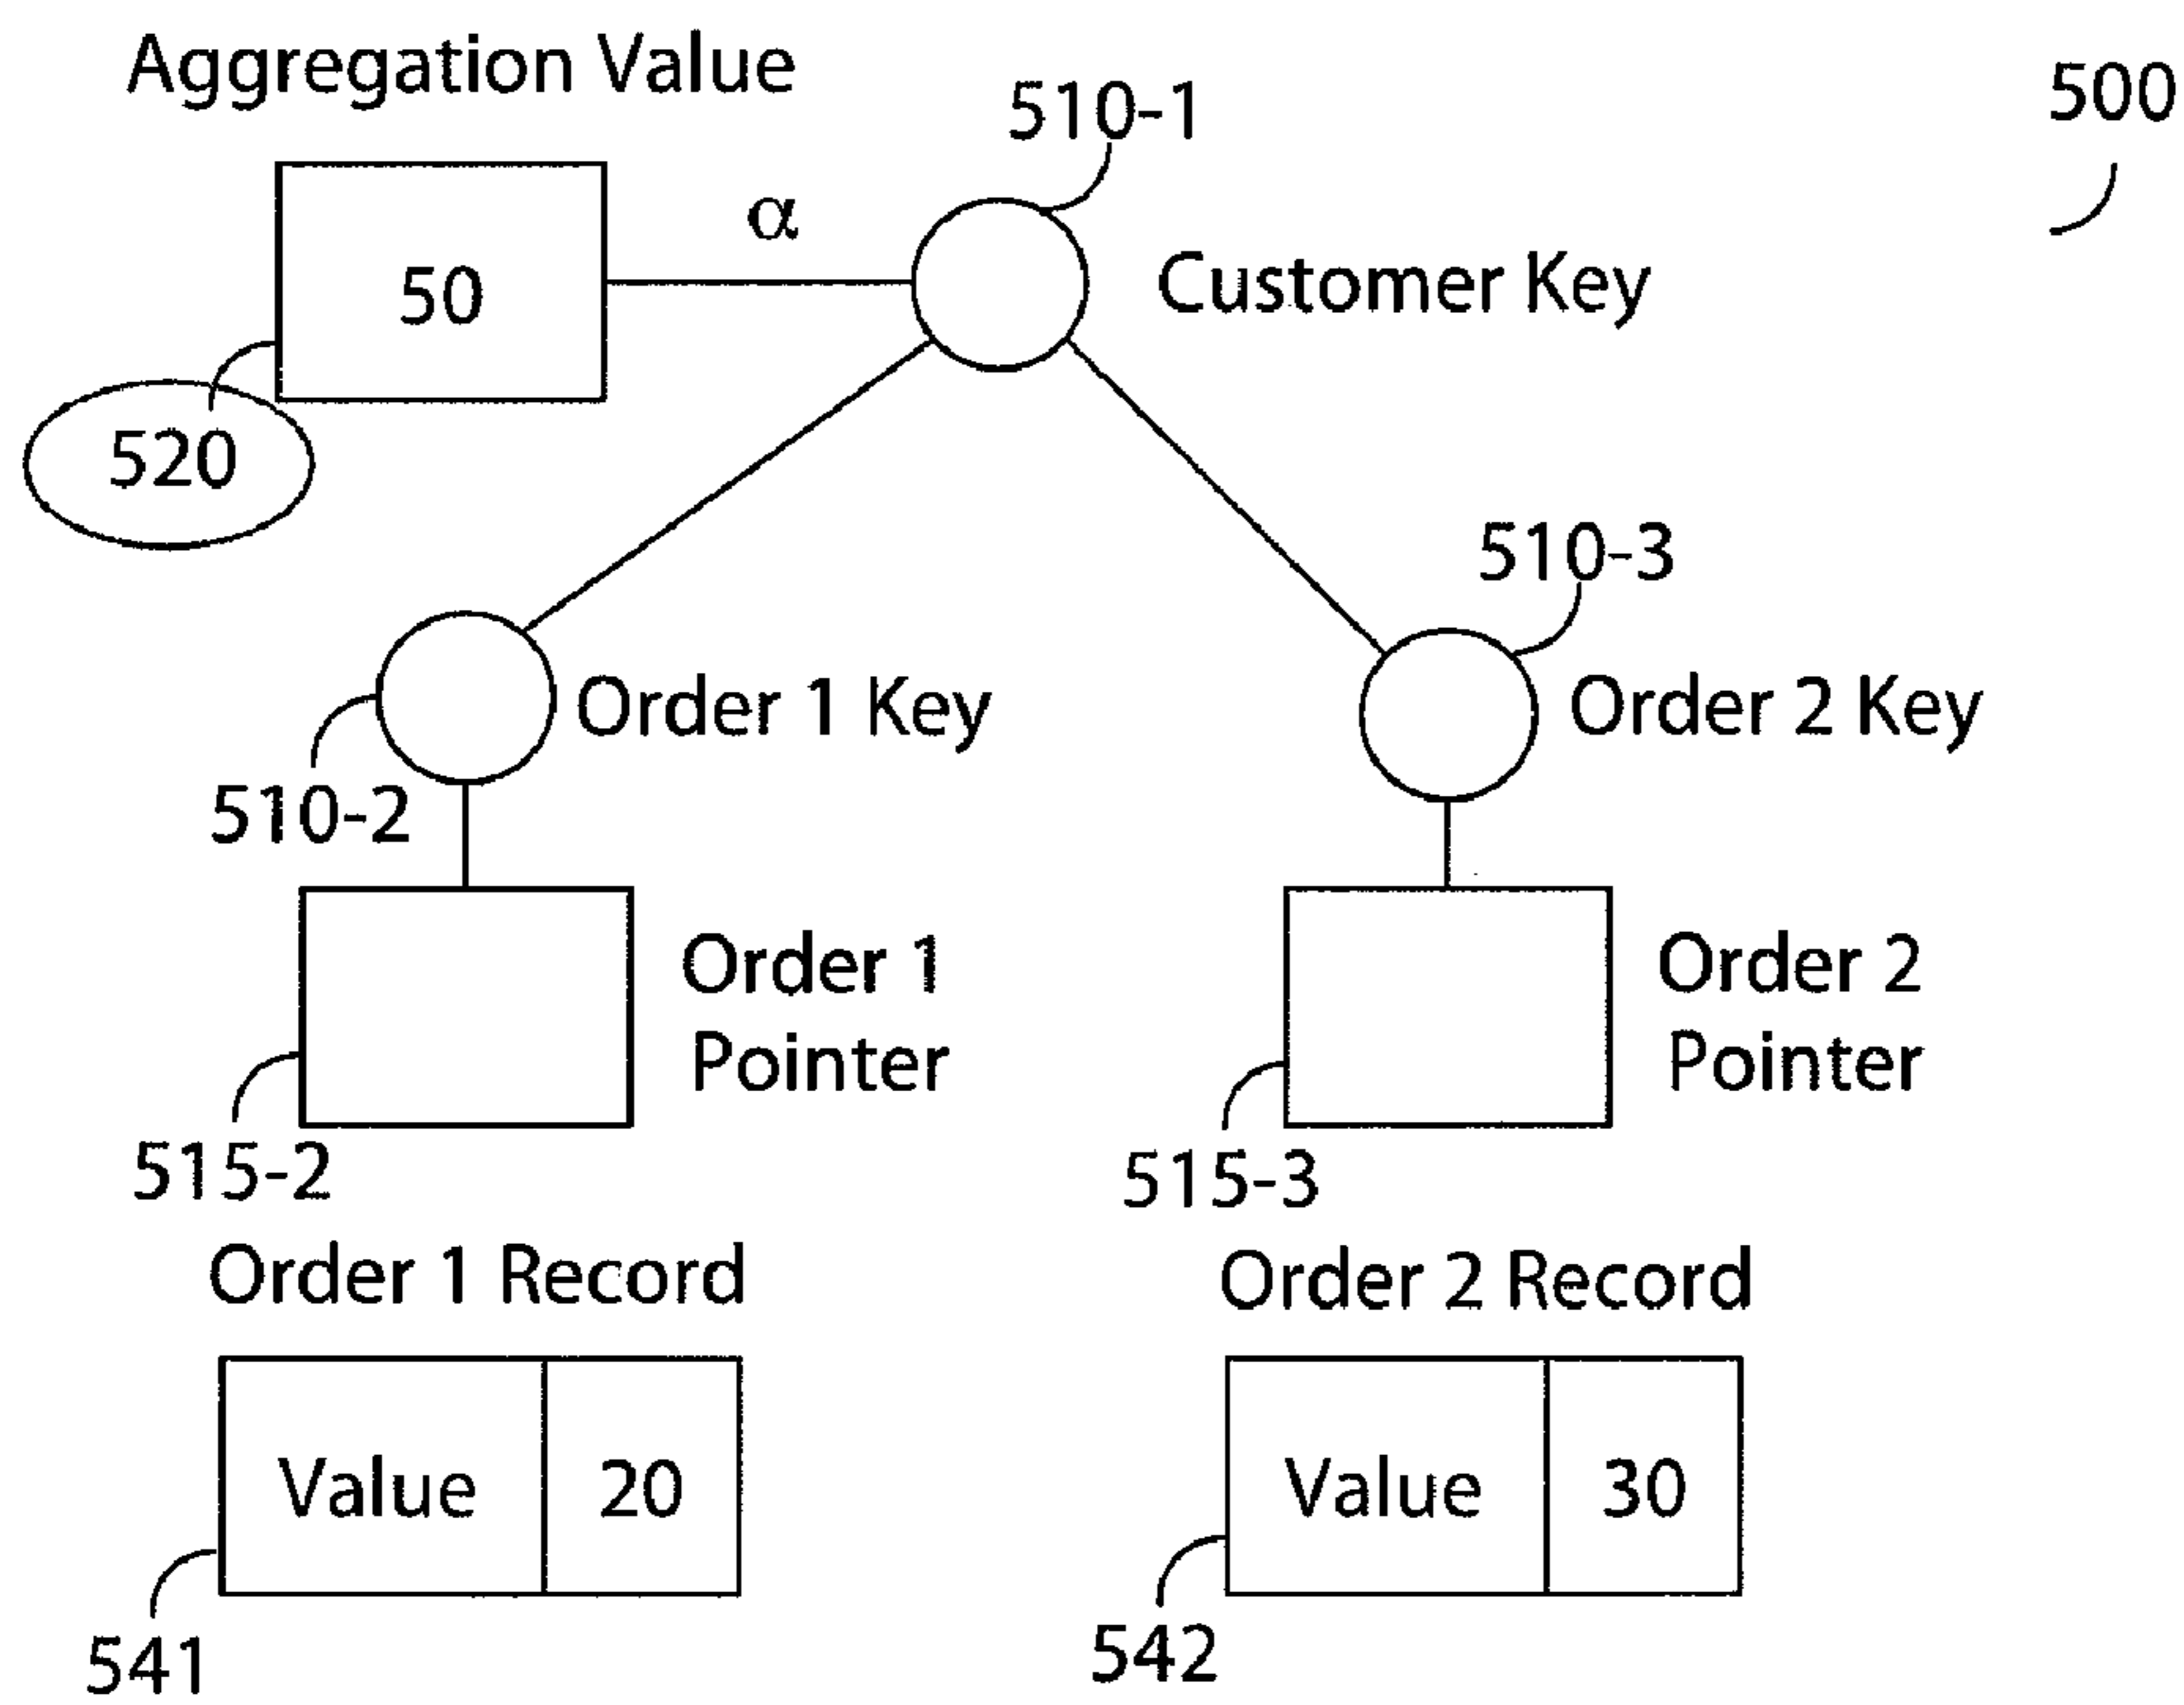 Aggregation Value
510-1
500
α
50
Customer Key
520
510-3
Order 1 Key
Order 2 Key
510-2
Order 1
Pointer
Order 2
Pointer
515-2
515-3
Order 1 Record
Order 2 Record
Value 20
Value 30
541
542